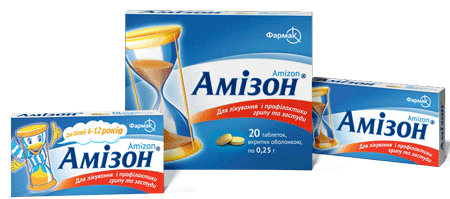 Фармак
Amizon
Амізон®
Для лікування і профілактики
грипу та застуди
20 таблеток,
вкритих оболонкою,
по 0,25 г
Фармак
для дітей 6-12 років
Amizon
Амізон®
Для лікування і профілактики
грипу та застуди
Фармак
Amizon
Амізон®
Для лікування і профілактики
грипу та застуди